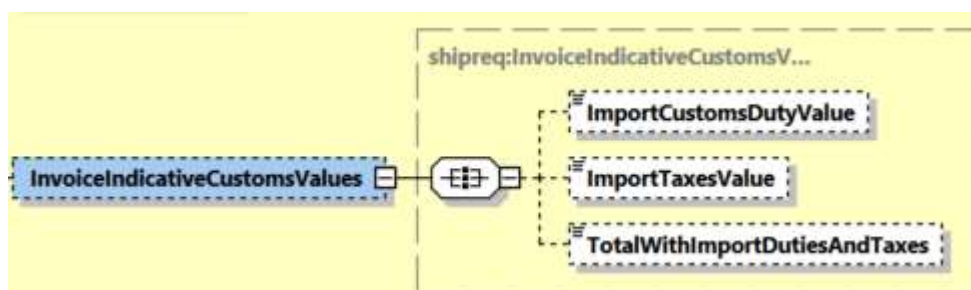 shipreq:InvoiceIndicativeCustomsV...
ImportCustomsDutyValue
InvoiceIndicativeCustomsValues
ImportTaxesValue
TotalWithImportDutiesAndTaxes